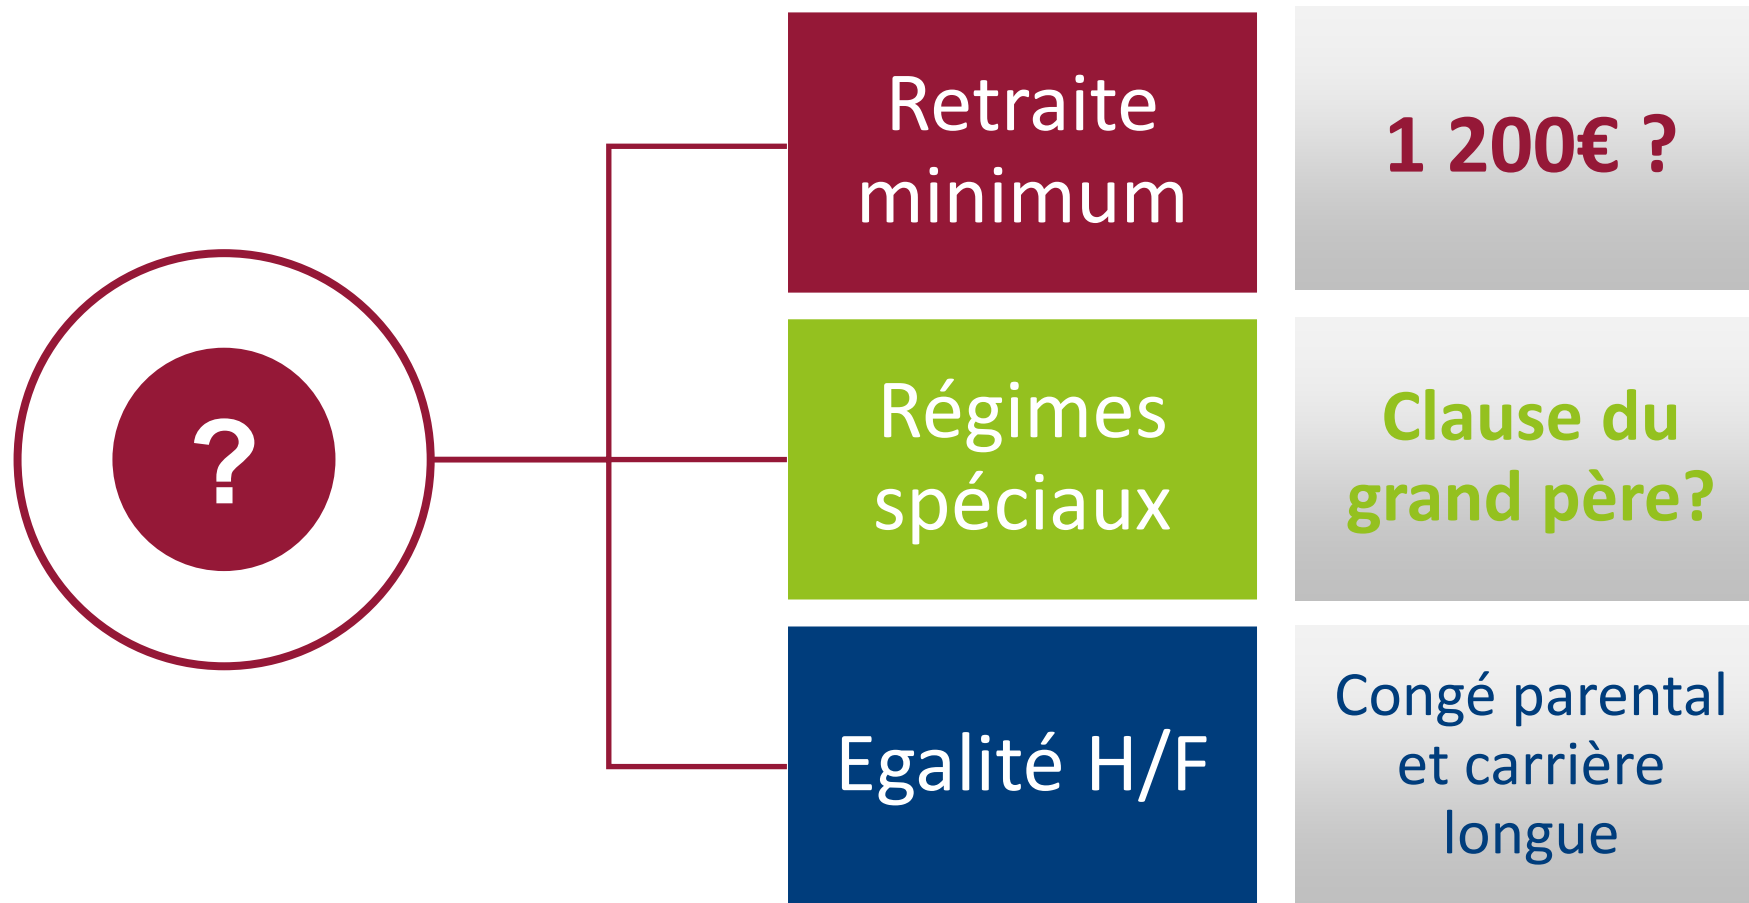 ?
Retraite
minimum
1 200€ ?
Régimes
spéciaux
Clause du
grand père?
Egalité H/F
Congé parental
et carrière
longue